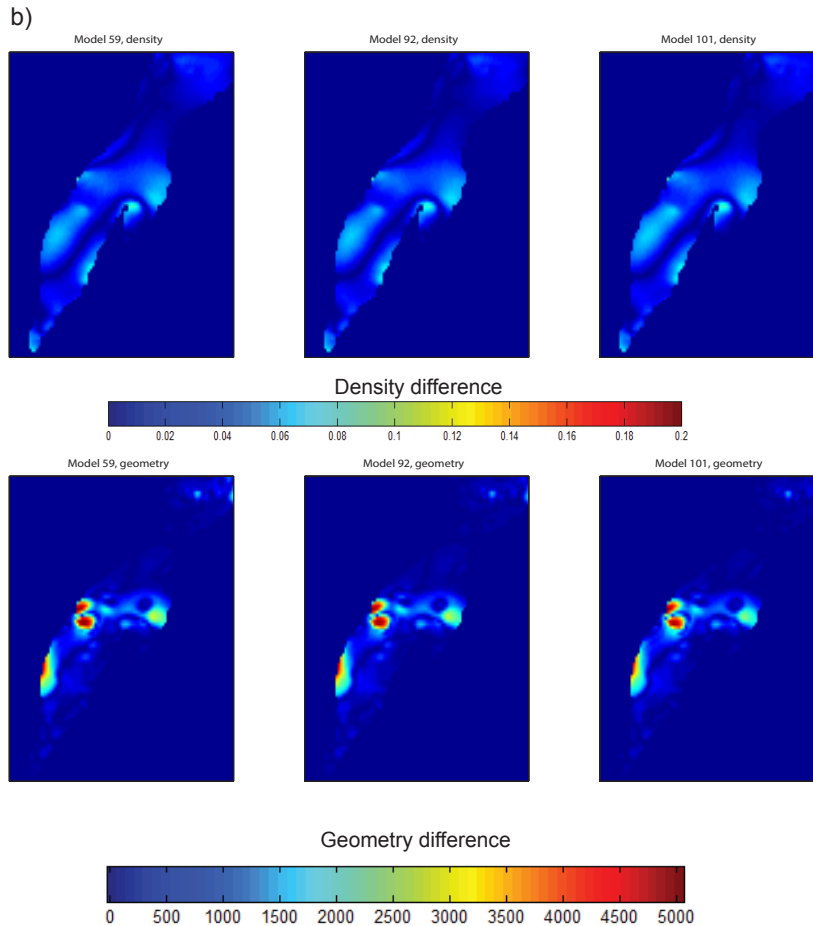 b)
Model 59, density Model 92, density Model 101, density
Density difference
0 0.02 0.04 0.06 0.08 0.1 0.12 0.14 0.16 0.18 0.2
Model 59, geometry Model 92, geometry Model 101, geometry
Geometry difference
0 500 1000 1500 2000 2500 3000 3500 4000 4500 5000